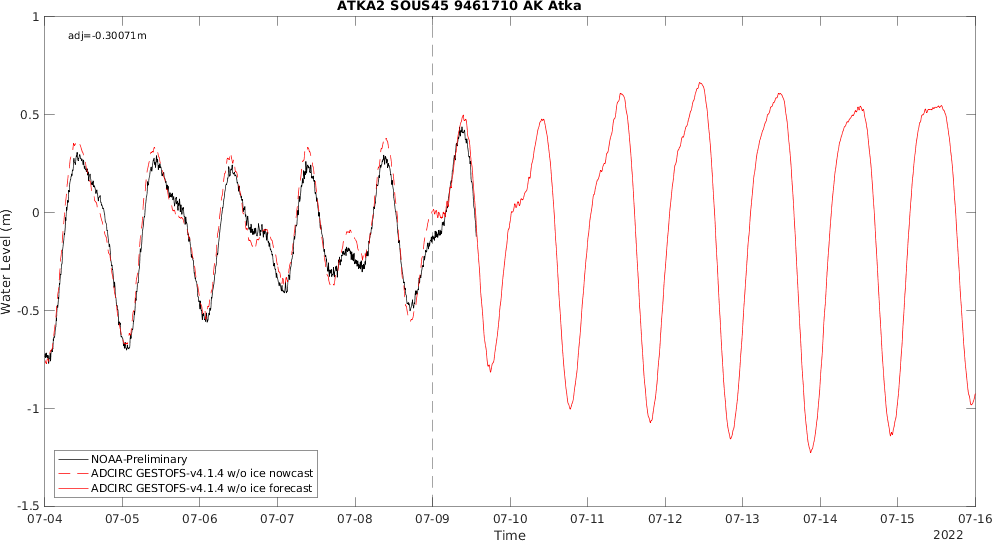 ATKA2 SOUS45 9461710 AK Atka
adj=-0.30071m
1
0.5
0
-0.5
-1
-1.5
Water Level (m)
NOAA-Preliminary
ADCIRC GESTOFS-v4.1.4 w/o ice nowcast
ADCIRC GESTOFS-v4.1.4 w/o ice forecast
07-04 07-05 07-06 07-07 07-08 07-09 07-10 07-11 07-12 07-13 07-14 07-15 07-16
Time
2022